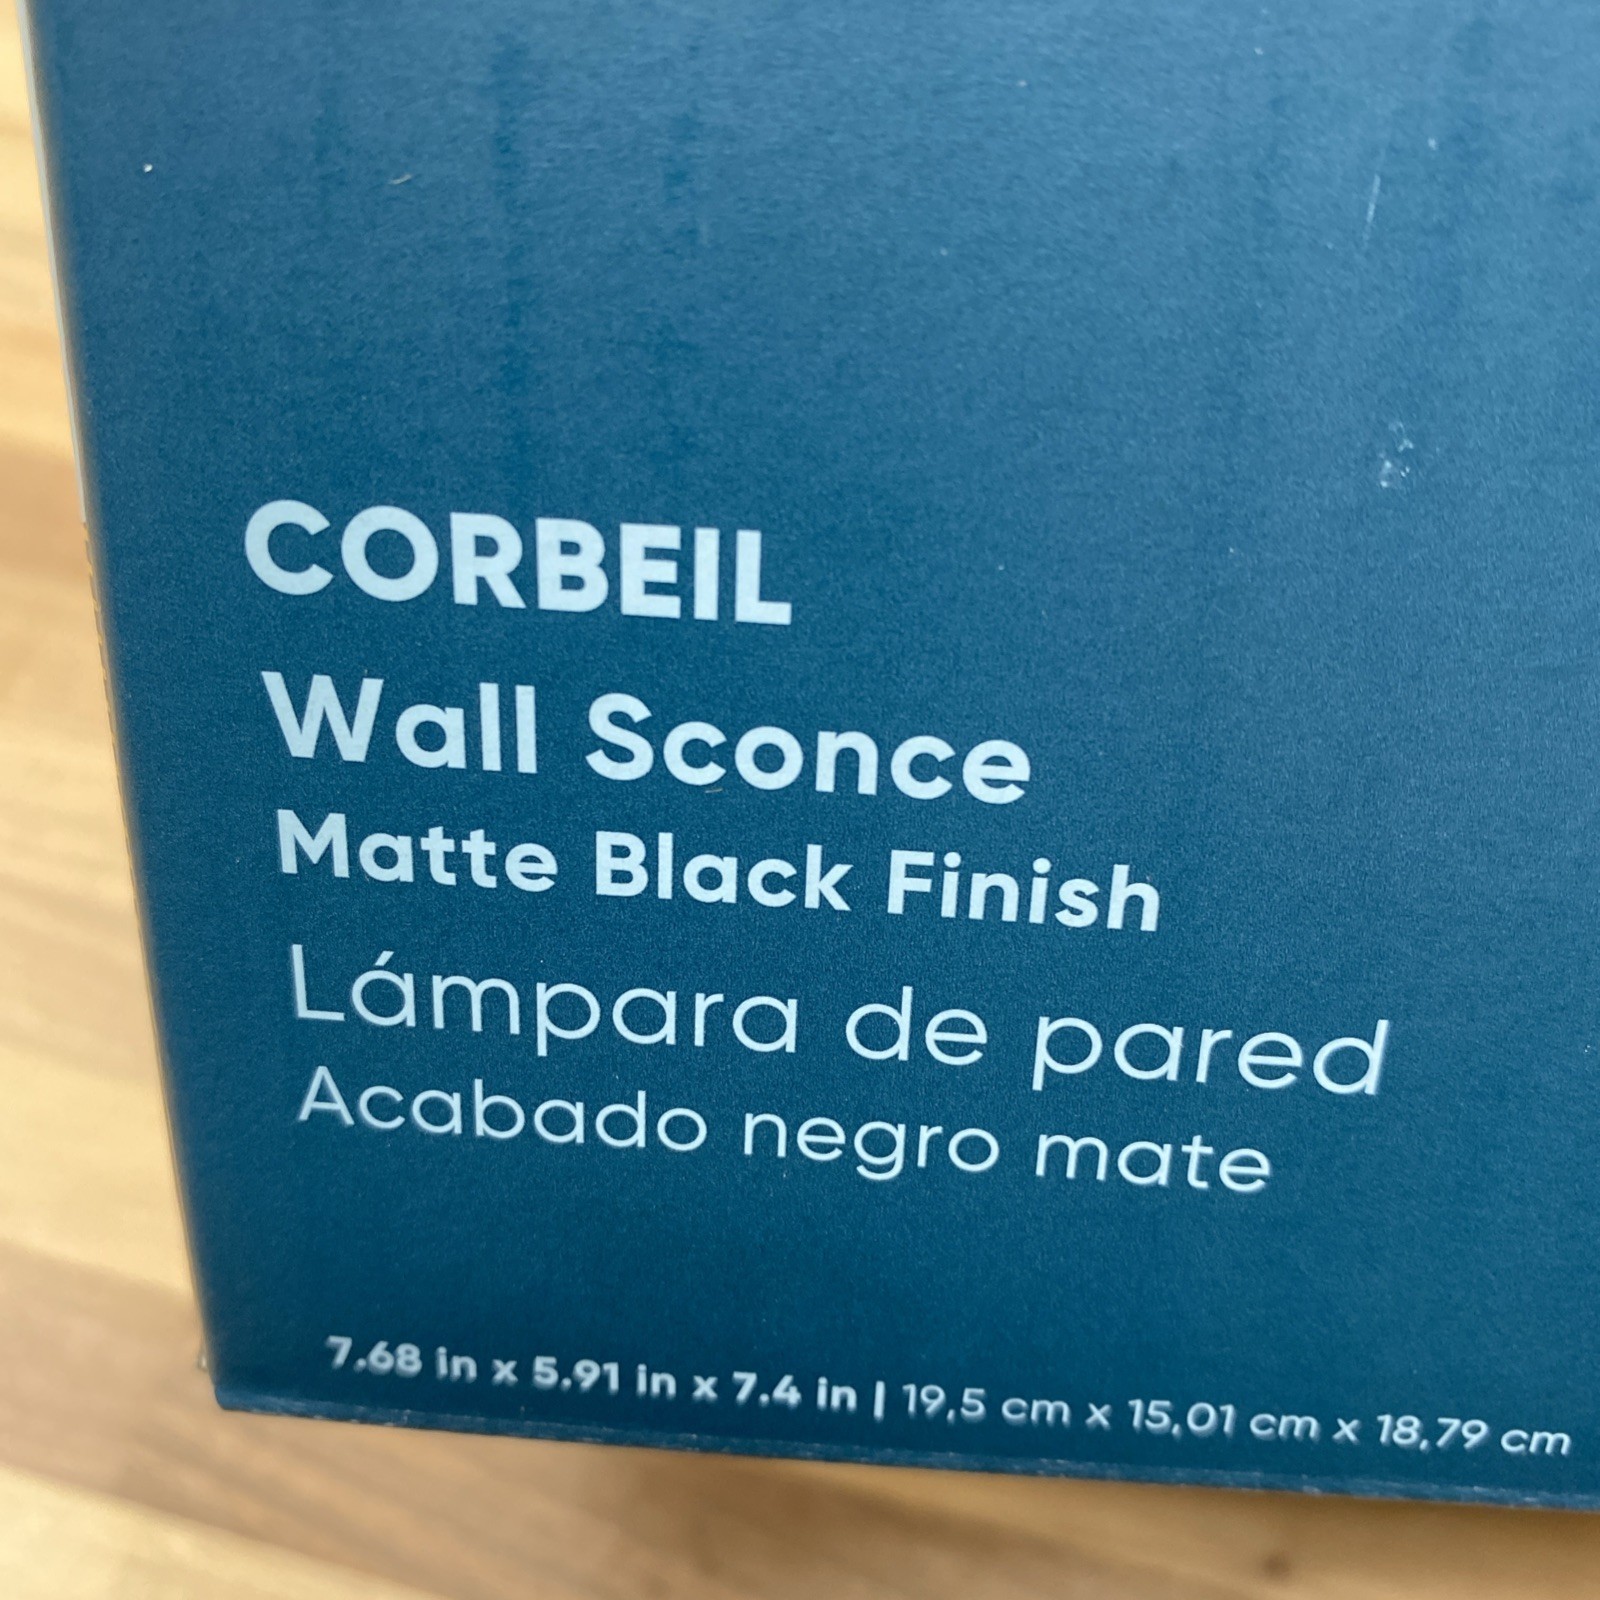 CORBEIL
Wall Sconce
Matte Black Finish
Lámpara de pared
Acabado negro mate
7.68 in x 5.91 in x 7.4 in | 19,5 cm x 15,01 cm x 18,79 cm